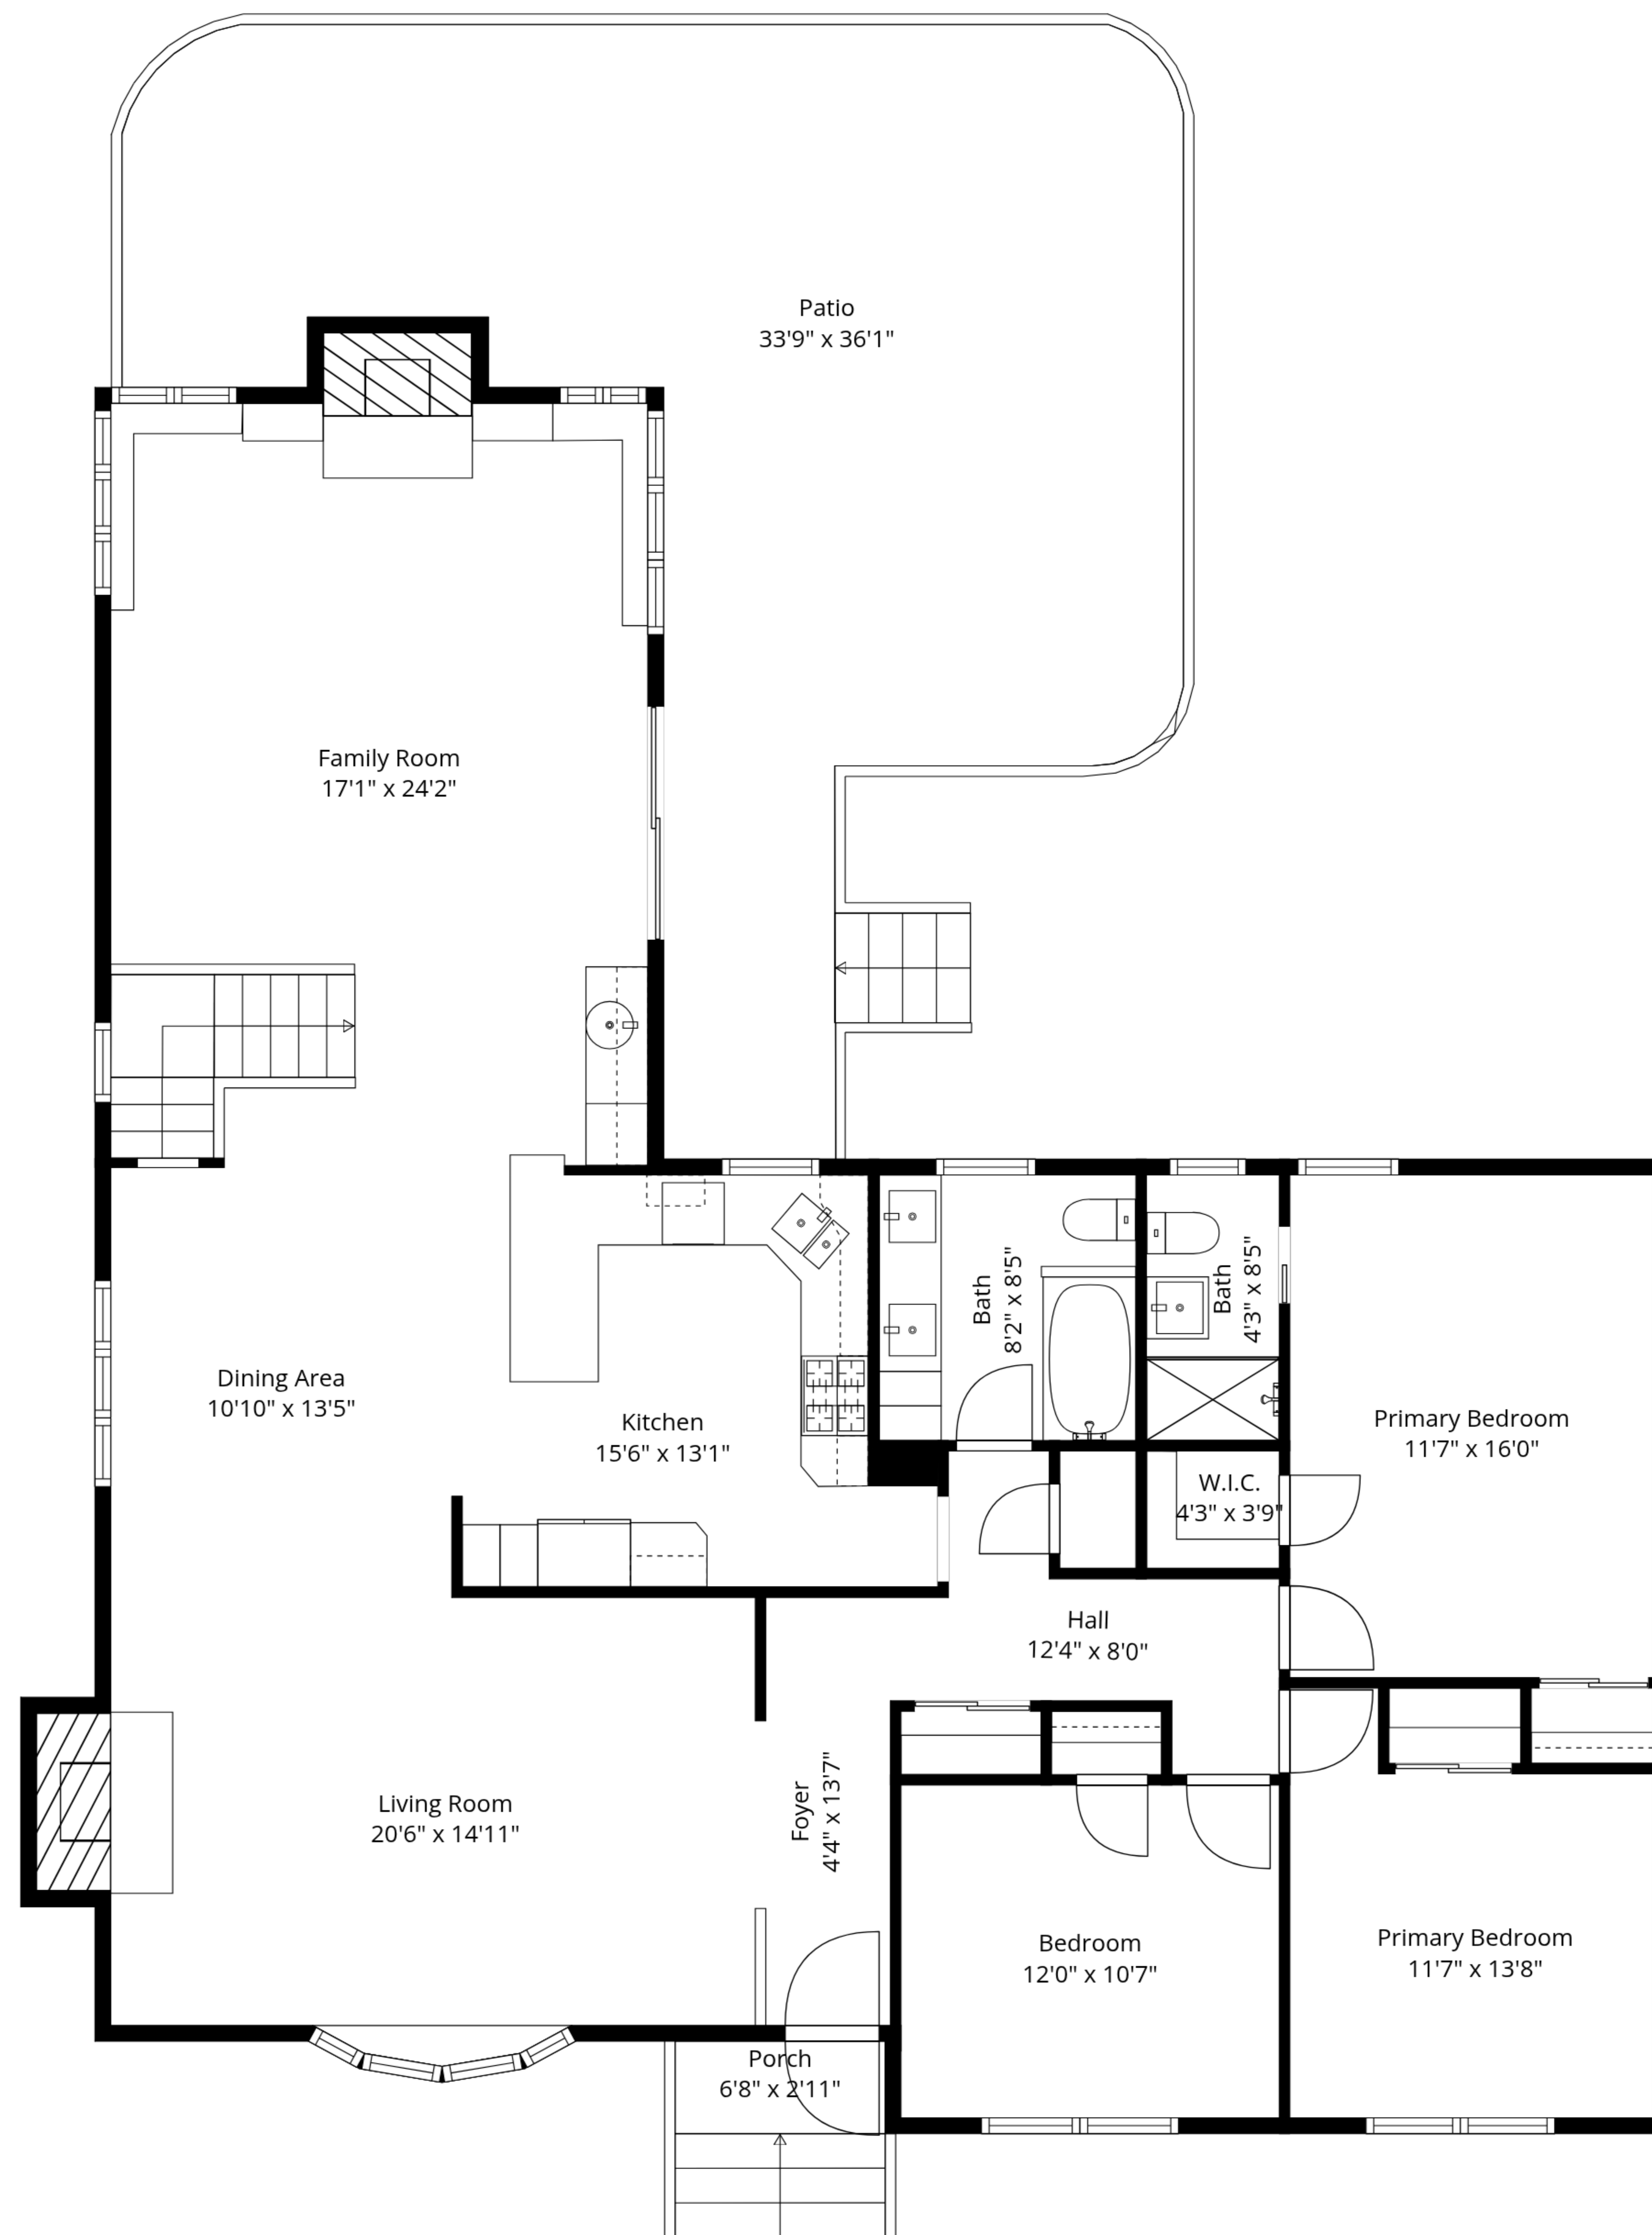 Patio
33'9" x 36'1"
Family Room
17'1" x 24'2"
Bath
8'2" x 8'5"
Bath
4'3" x 8'5"
Dining Area
10'10" x 13'5"
Kitchen
15'6" x 13'1"
Primary Bedroom
11'7" x 16'0"
W.I.C.
4'3" x 3'9"
Hall
12'4" x 8'0"
Living Room
20'6" x 14'11"
Foyer
4'4" x 13'7"
Bedroom
12'0" x 10'7"
Primary Bedroom
11'7" x 13'8"
Porch
6'8" x 2'11"